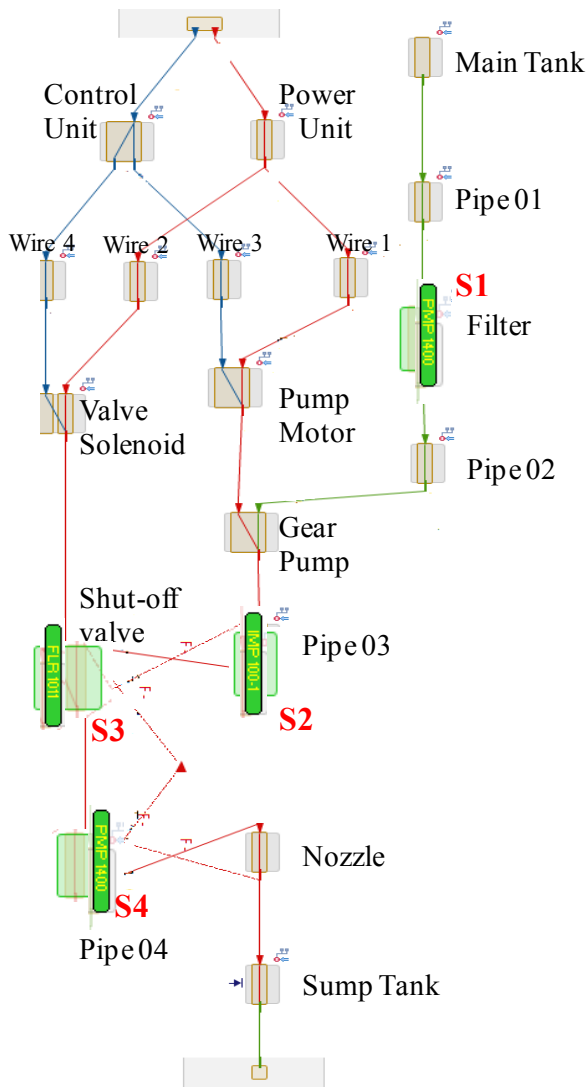 Control
Unit
Power
Unit
Main Tank
Pipe 01
Wire 4
Wire 2
Wire 3
Wire 1
S1
PMP 1400
Filter
Valve
Solenoid
Pump
Motor
Pipe 02
Gear
Pump
Shut-off
valve
FLR 1011
S3
F-
F-
IMP 100-1
Pipe 03
S2
PMP 1400
S4
F-
F-
Nozzle
Pipe 04
Sump Tank